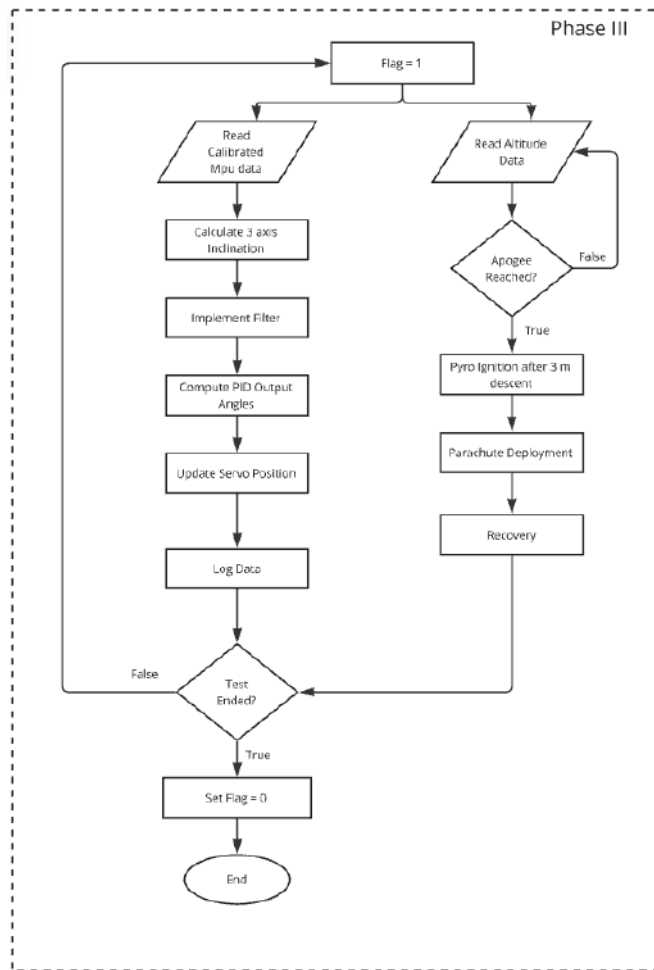 Phase III
Flag = 1
Read
Calibrated
Mpu data
Read Altitude
Data
Calculate 3 axis
Inclination
Apogee
Reached?
False
True
Implement Filter
Pyro Ignition after 3 m
descent
Compute PID Output
Angles
Parachute Deployment
Update Servo Position
Recovery
Log Data
False
Test
Ended?
True
Set Flag = 0
End